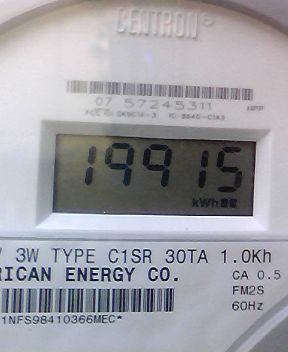 CENTRON®
07 57245311
19915
kWh
3W TYPE C1SR 30TA 1.0Kh
RICAN ENERGY CO.
CA 0.5
FM2S
60Hz
1NFS98410366MEC*